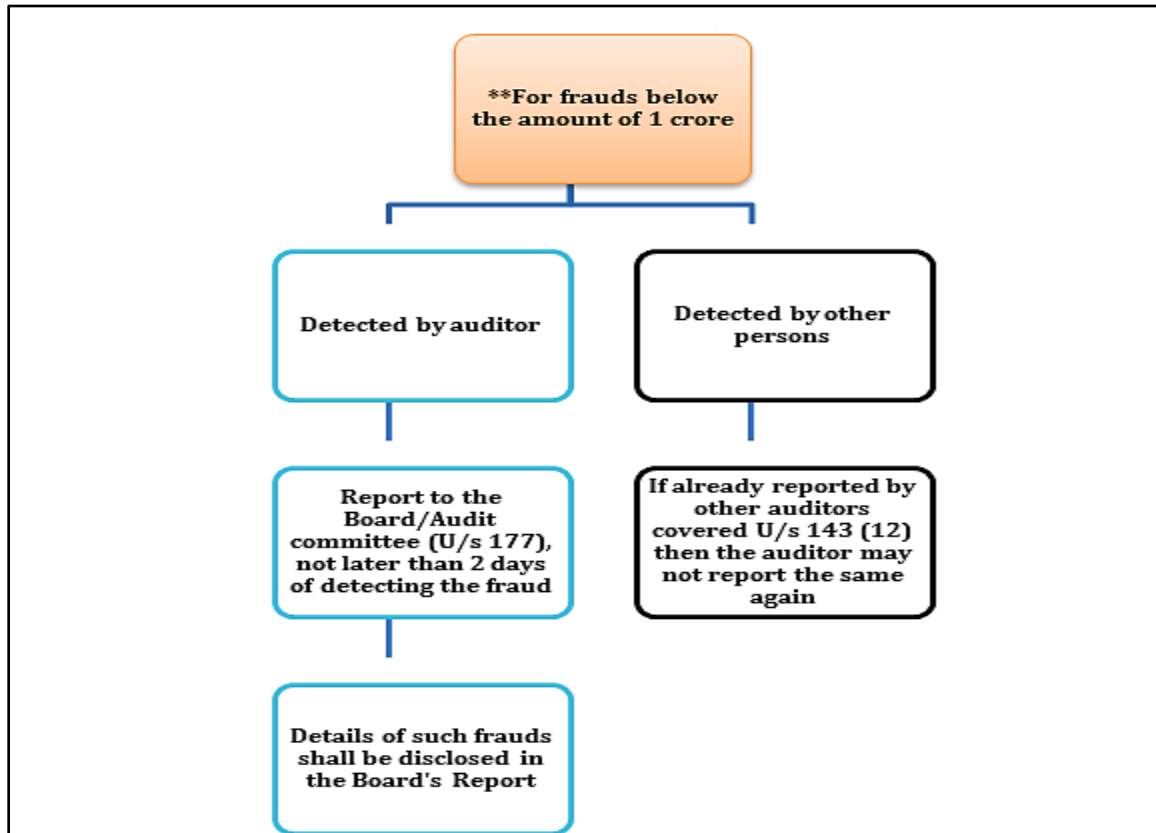 **For frauds below
the amount of 1 crore
Detected by auditor
Detected by other
persons
Report to the
Board/Audit
committee (U/s 177),
not later than 2 days
of detecting the fraud
If already reported by
other auditors
covered U/s 143 (12)
then the auditor may
not report the same
again
Details of such frauds
shall be disclosed in
the Board's Report